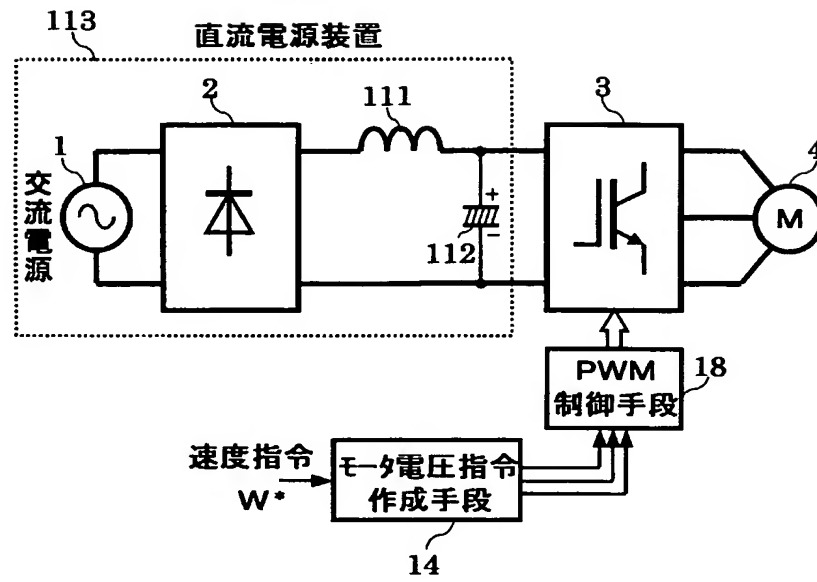 113
直流電源装置
1
2
111
3
4
交流電源
+
−
112
M
PWM
制御手段
18
速度指令
W*
モータ電圧指令
作成手段
14